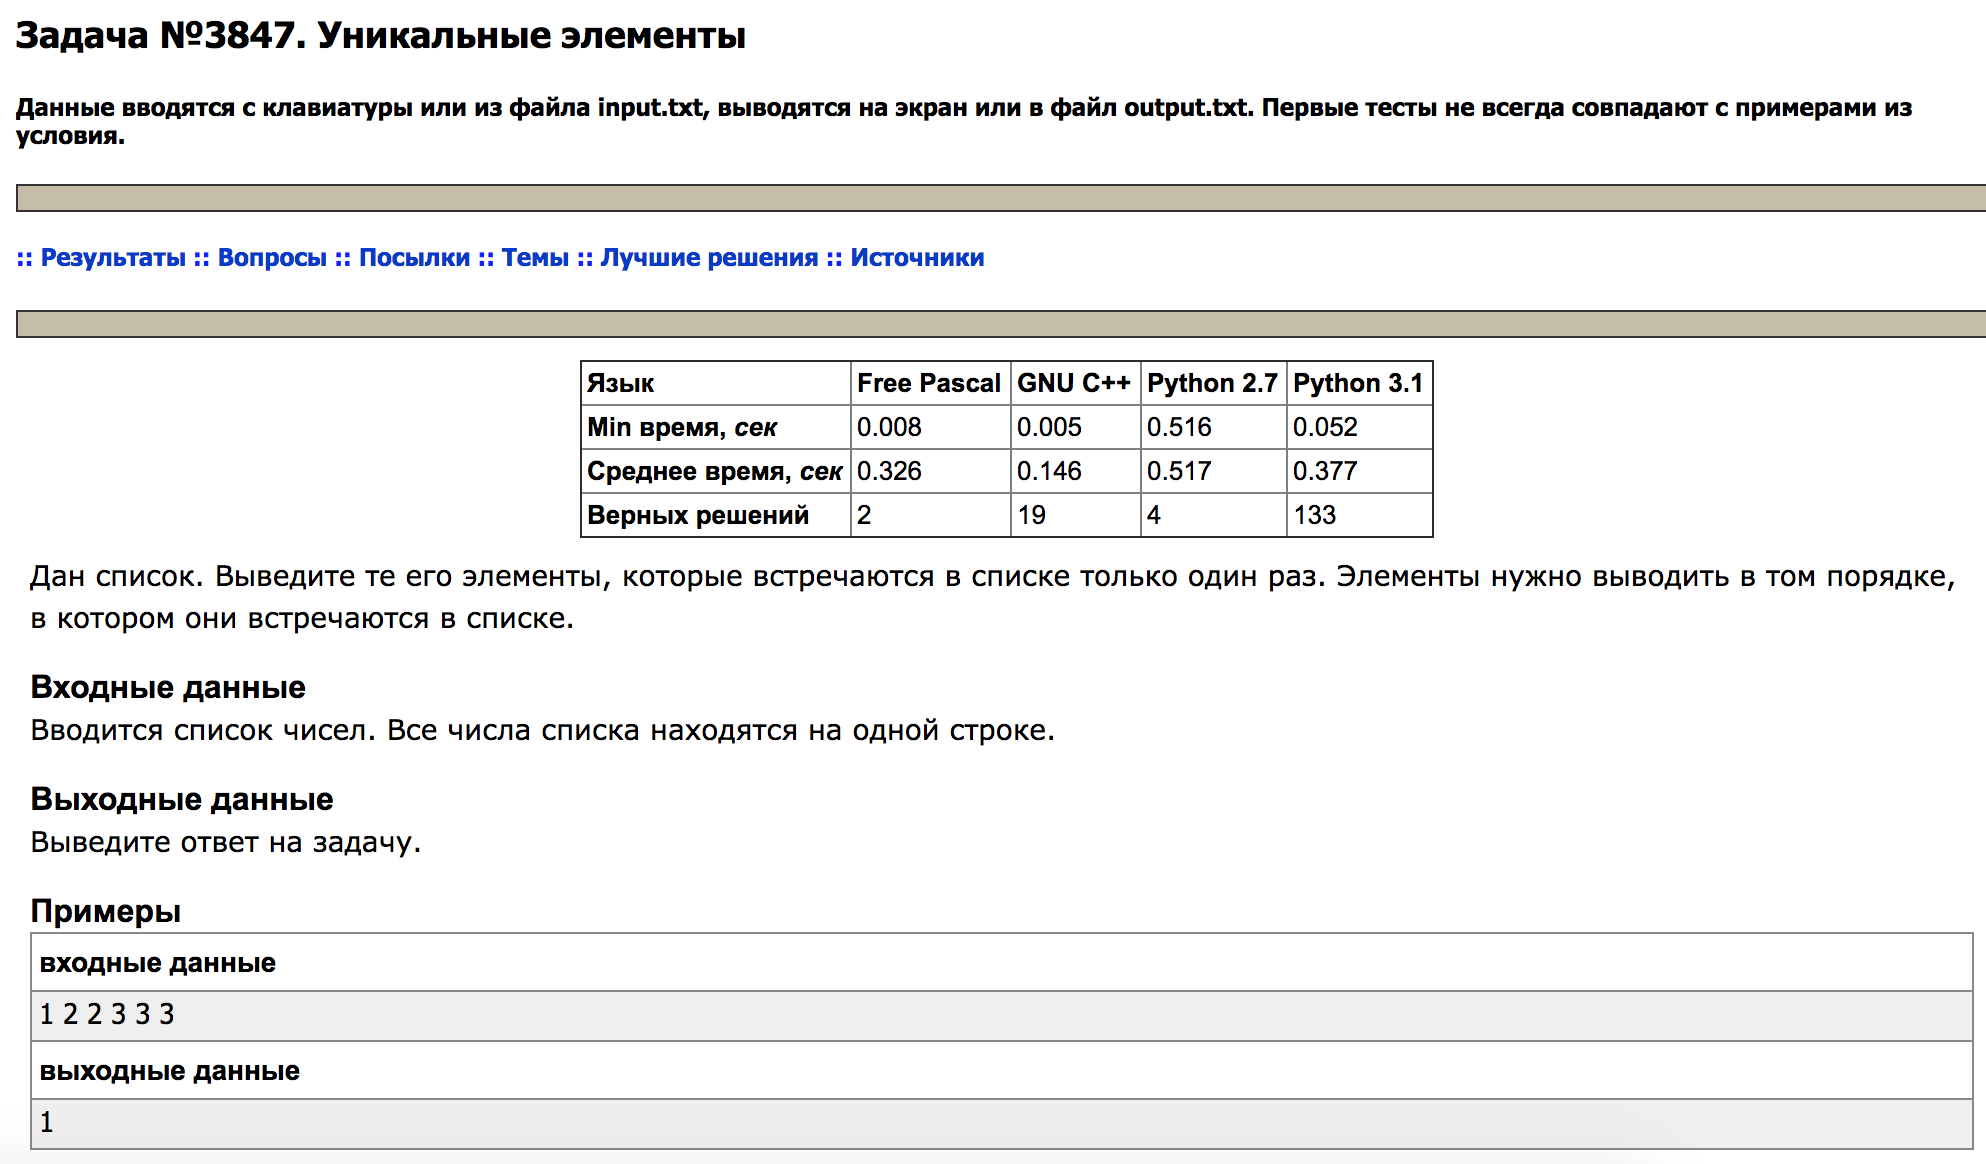 Задача №3847. Уникальные элементы
Данные вводятся с клавиатуры или из файла input.txt, выводятся на экран или в файл output.txt. Первые тесты не всегда совпадают с примерами из
условия.
:: Результаты :: Вопросы :: Посылки :: Темы :: Лучшие решения :: Источники
Язык Free Pascal GNU C++ Python 2.7 Python 3.1
Min время, сек 0.008 0.005 0.516 0.052
Среднее время, сек 0.326 0.146 0.517 0.377
Верных решений 2 19 4 133
Дан список. Выведите те его элементы, которые встречаются в списке только один раз. Элементы нужно выводить в том порядке,
в котором они встречаются в списке.
Входные данные
Вводится список чисел. Все числа списка находятся на одной строке.
Выходные данные
Выведите ответ на задачу.
Примеры
входные данные
1 2 2 3 3 3
выходные данные
1